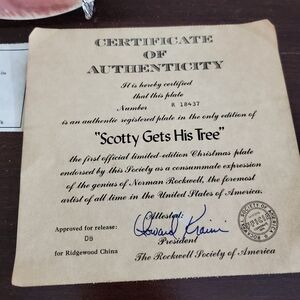 CERTIFICATE
OF
AUTHENTICITY
It is hereby certified
that this plate
Number R 18437
is an authentic registered plate in the only edition of
"Scotty Gets His Tree"
the first official limited-edition Christmas plate
endorsed by this Society as a consummate expression
of the genius of Norman Rockwell, the foremost
artist of all time in the United States of America.
Attested:
Approved for release:
DB
President
for Ridgewood China
The Rockwell Society of America